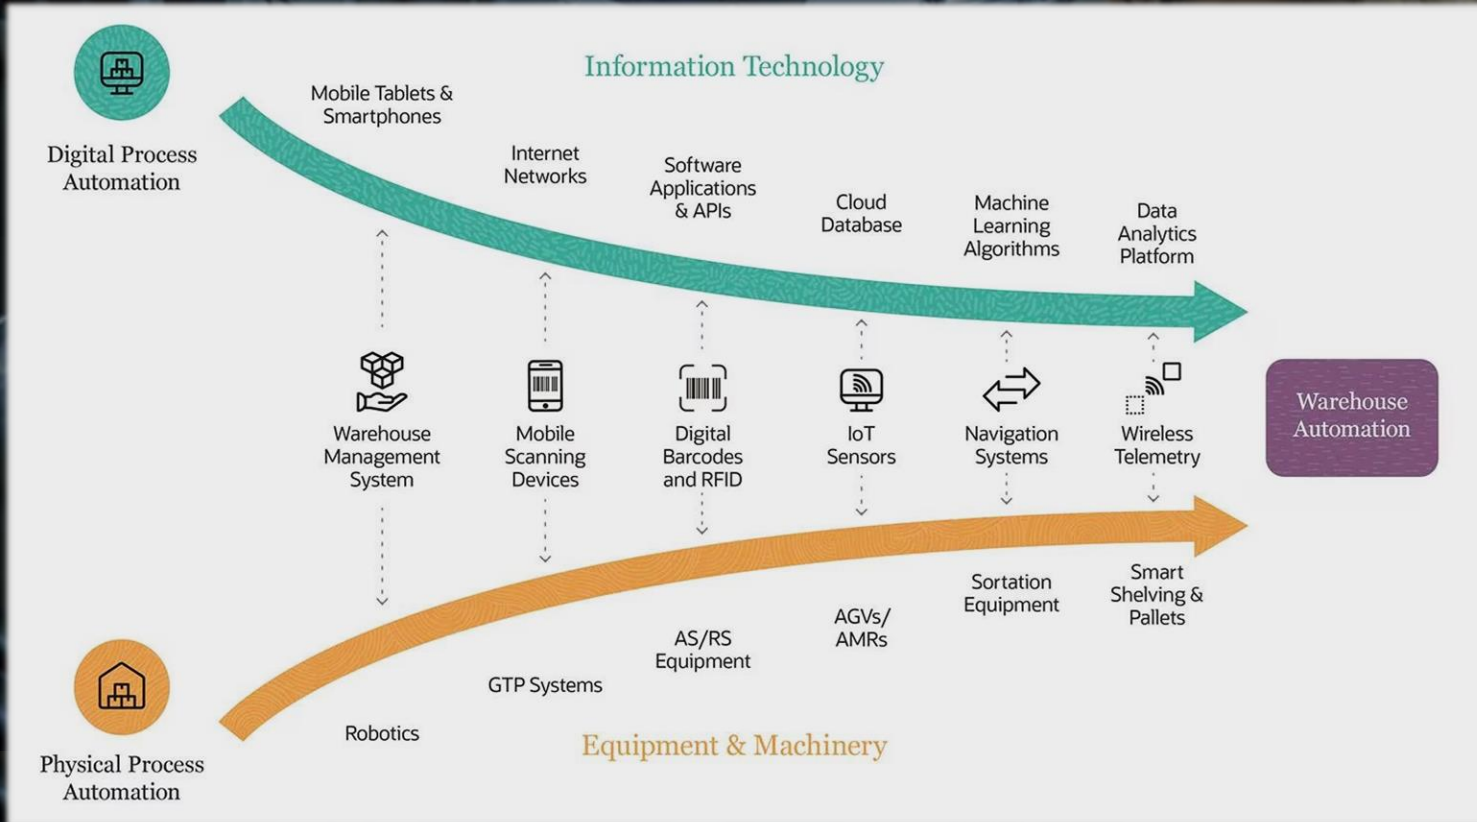 Information Technology
Digital Process
Automation
Mobile Tablets &
Smartphones
Internet
Networks
Software
Applications
& APIs
Cloud
Database
Machine
Learning
Algorithms
Data
Analytics
Platform
Warehouse
Management
System
Mobile
Scanning
Devices
Digital
Barcodes
and RFID
IoT
Sensors
Navigation
Systems
Wireless
Telemetry
Warehouse
Automation
Robotics
GTP Systems
AS/RS
Equipment
AGVs/
AMRs
Sortation
Equipment
Smart
Shelving &
Pallets
Physical Process
Automation
Equipment & Machinery